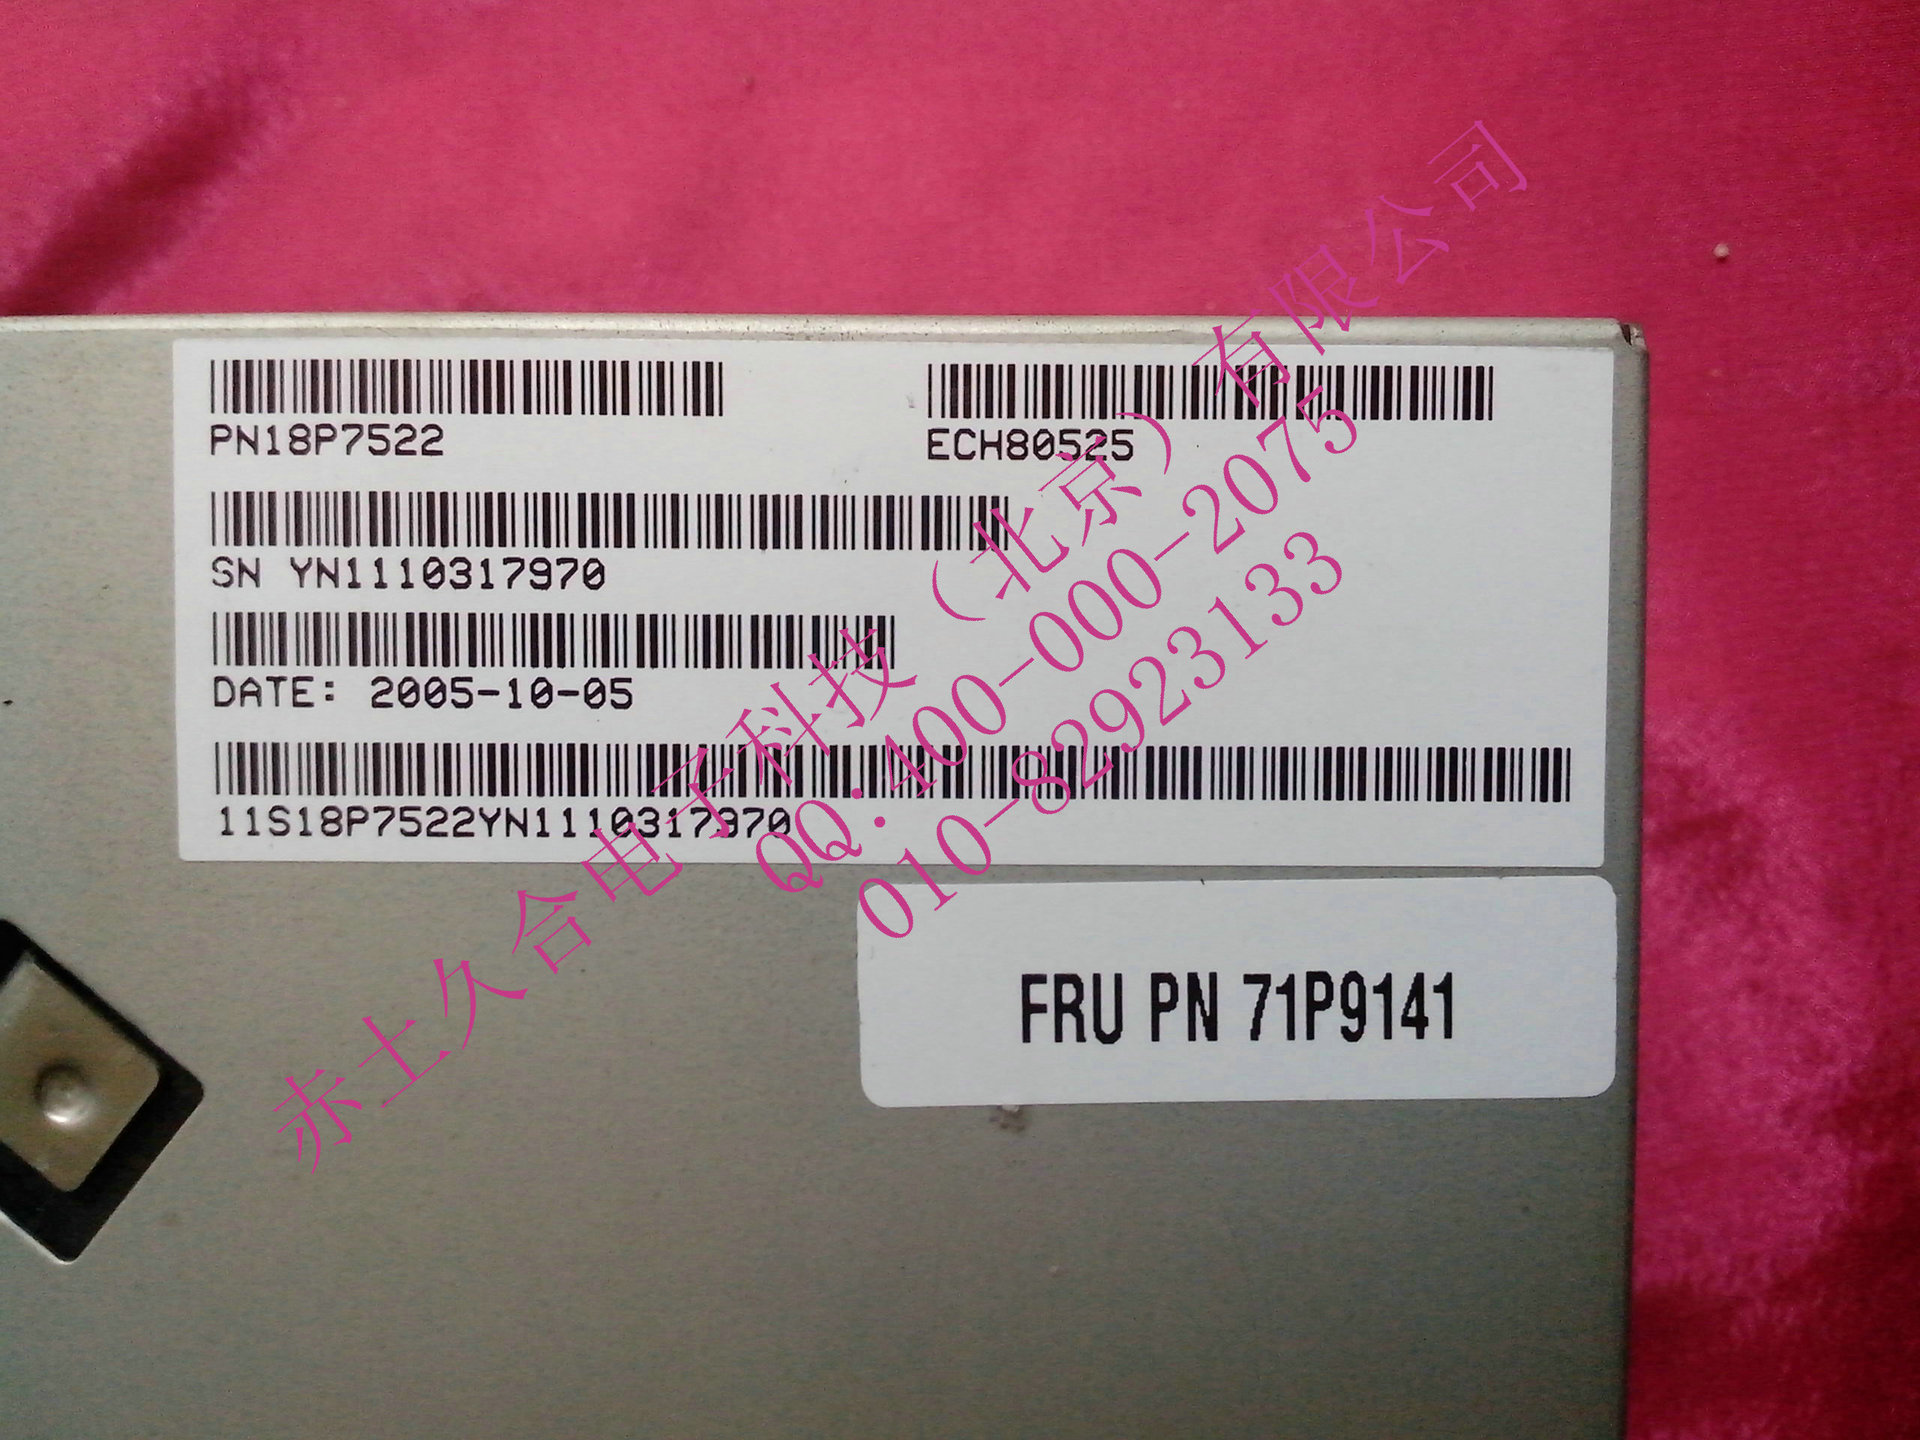 PN18P7522
ECH80525
SN YN1110317970
DATE: 2005-10-05
11S18P7522YN1110317970
FRU PN 71P9141
赤土久合电子科技（北京）有限公司
QQ:400-000-2075
010-82923133